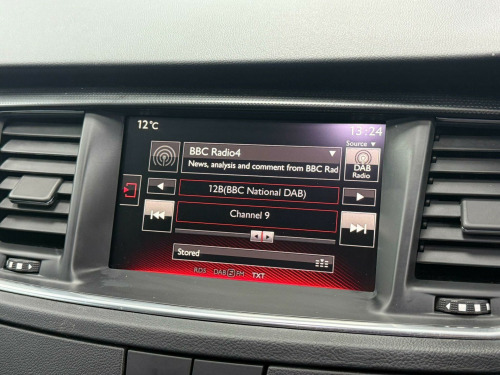 12°C
13:24
Source
BBC Radio4
News, analysis and comment from BBC Rad
DAB
Radio
12B(BBC National DAB)
Channel 9
Stored
RDS DAB FM TXT